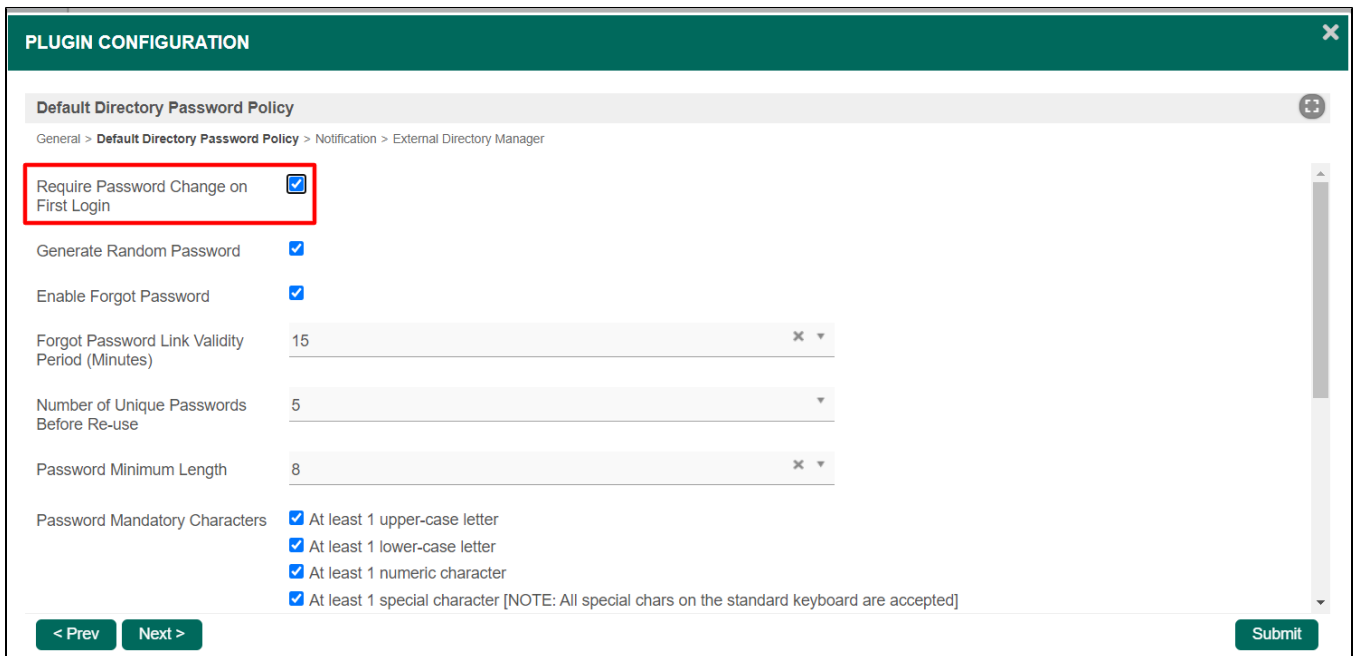 PLUGIN CONFIGURATION
Default Directory Password Policy
General > Default Directory Password Policy > Notification > External Directory Manager
Require Password Change on
First Login
Generate Random Password
Enable Forgot Password
Forgot Password Link Validity
Period (Minutes)
15
Number of Unique Passwords
Before Re-use
5
Password Minimum Length
8
Password Mandatory Characters
At least 1 upper-case letter
At least 1 lower-case letter
At least 1 numeric character
At least 1 special character [NOTE: All special chars on the standard keyboard are accepted]
< Prev
Next >
Submit